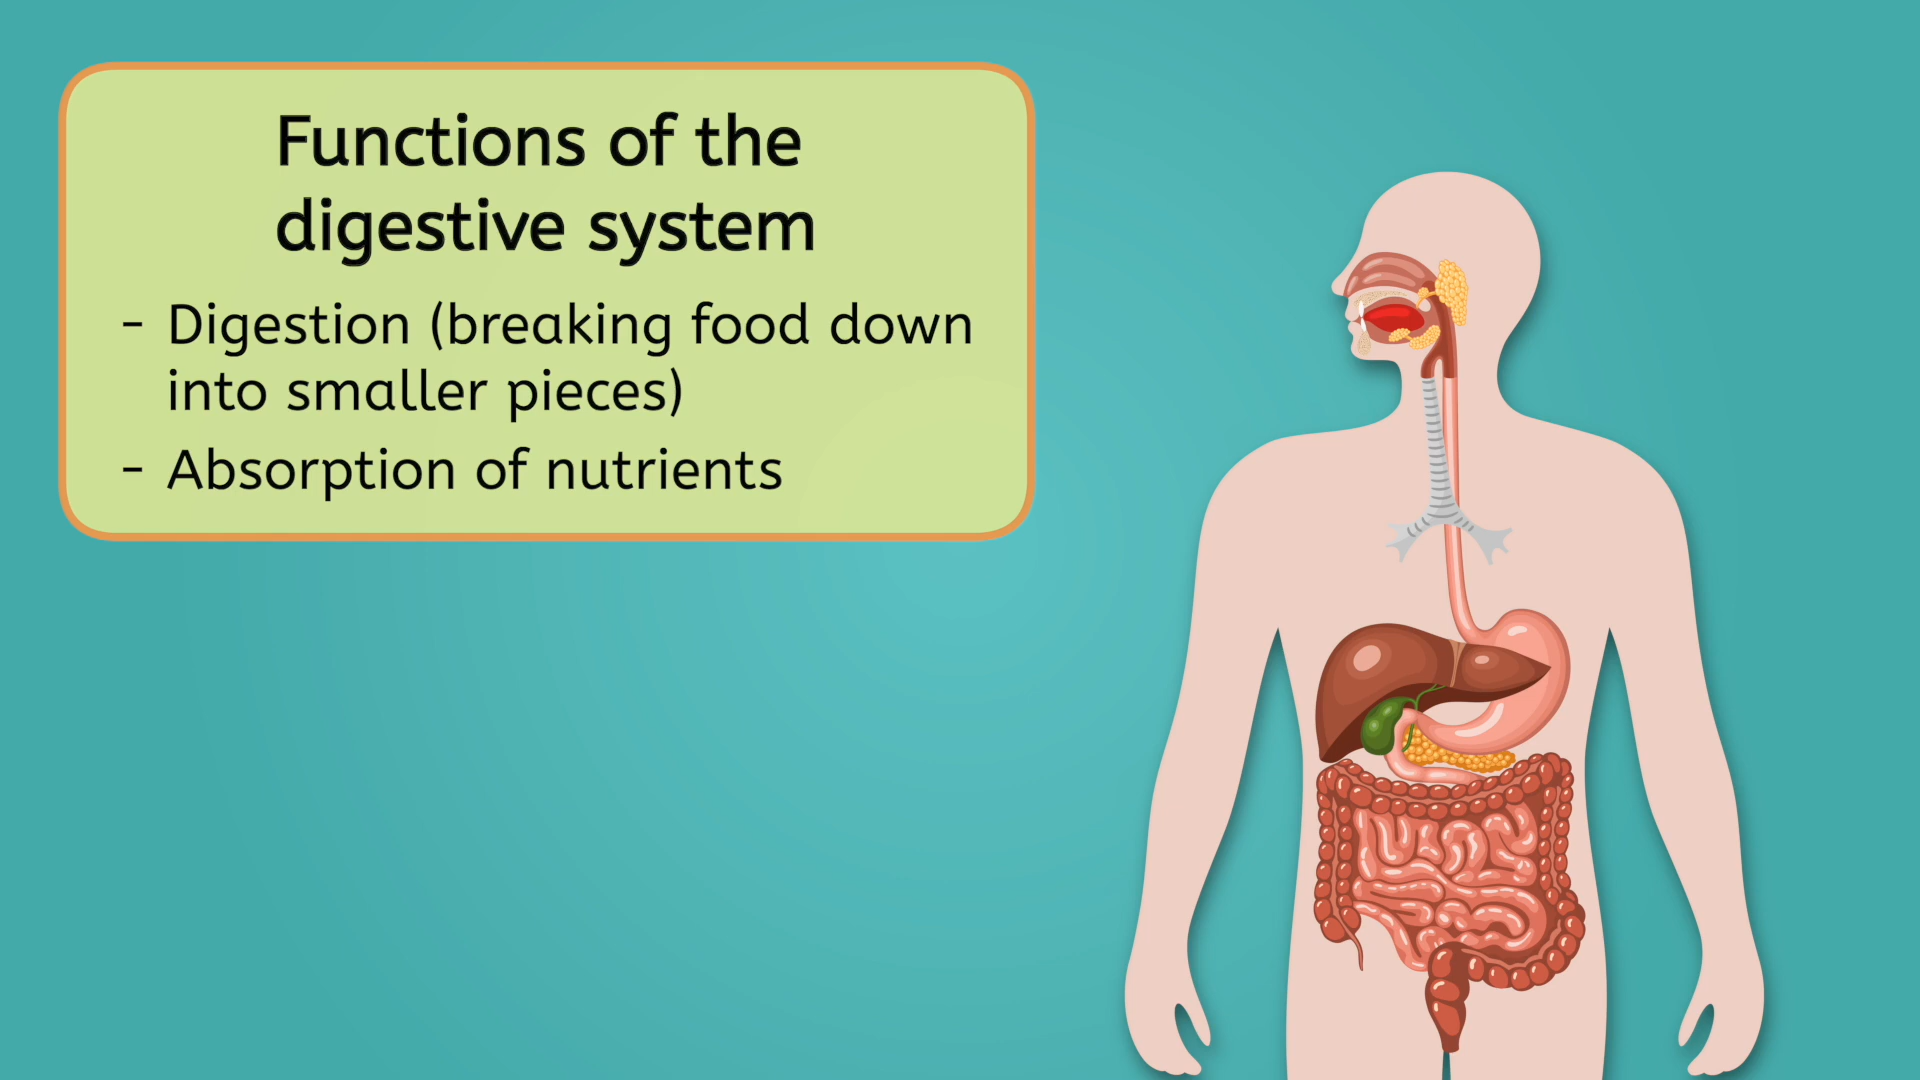 Functions of the
digestive system
- Digestion (breaking food down
into smaller pieces)
- Absorption of nutrients